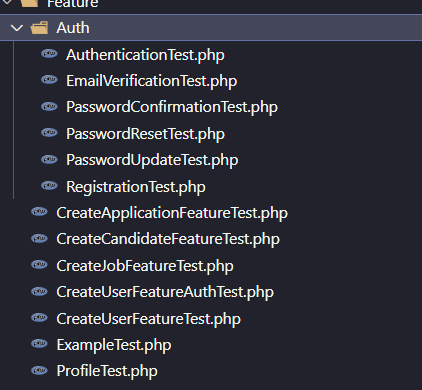 Feature
Auth
AuthenticationTest.php
EmailVerificationTest.php
PasswordConfirmationTest.php
PasswordResetTest.php
PasswordUpdateTest.php
RegistrationTest.php
CreateApplicationFeatureTest.php
CreateCandidateFeatureTest.php
CreateJobFeatureTest.php
CreateUserFeatureAuthTest.php
CreateUserFeatureTest.php
ExampleTest.php
ProfileTest.php